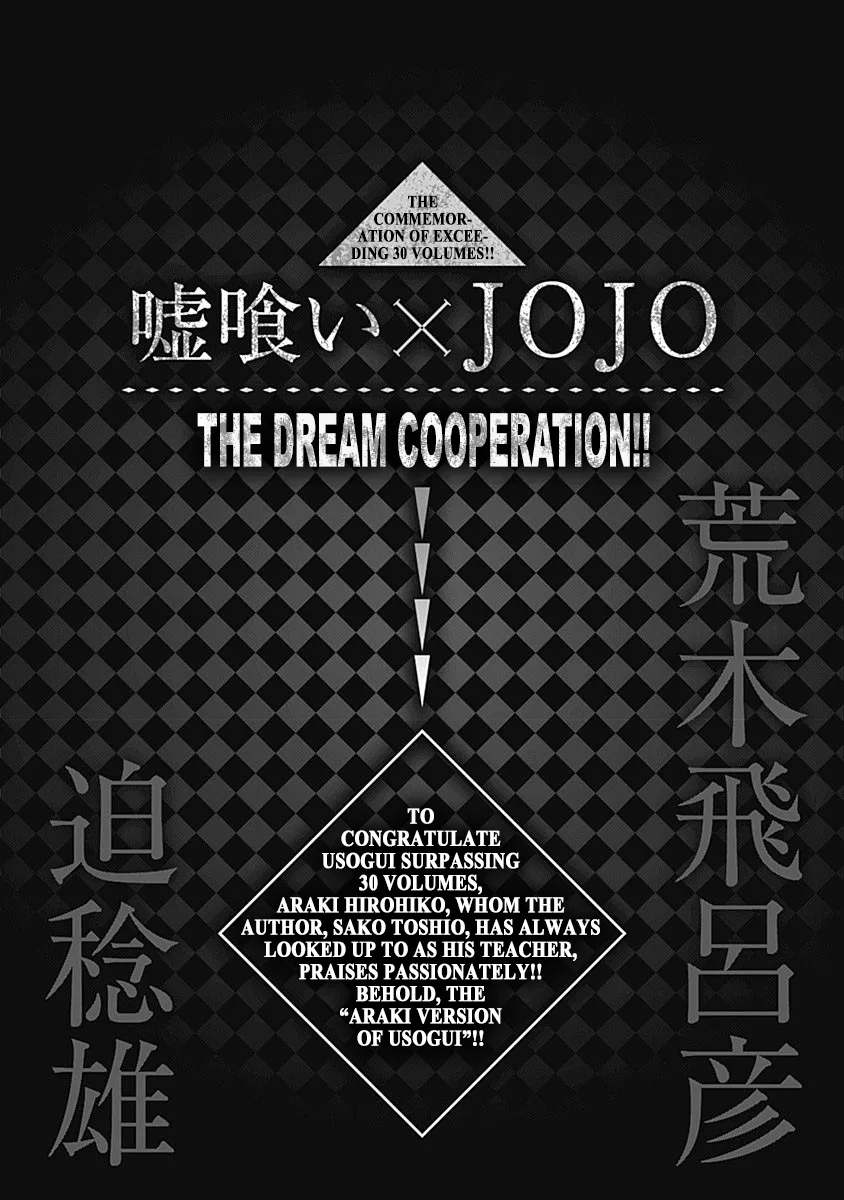 THE
COMMEMOR-
ATION OF EXCEE-
DING 30 VOLUMES!!
嘘喰い×JOJO
THE DREAM COOPERATION!!
荒木飛呂彦
迫稔雄
TO
CONGRATULATE
USOGUI SURPASSING
30 VOLUMES,
ARAKI HIROHIKO, WHOM THE
AUTHOR, SAKO TOSHIO, HAS ALWAYS
LOOKED UP TO AS HIS TEACHER,
PRAISES PASSIONATELY!!
BEHOLD, THE
“ARAKI VERSION
OF USOGUI”!!